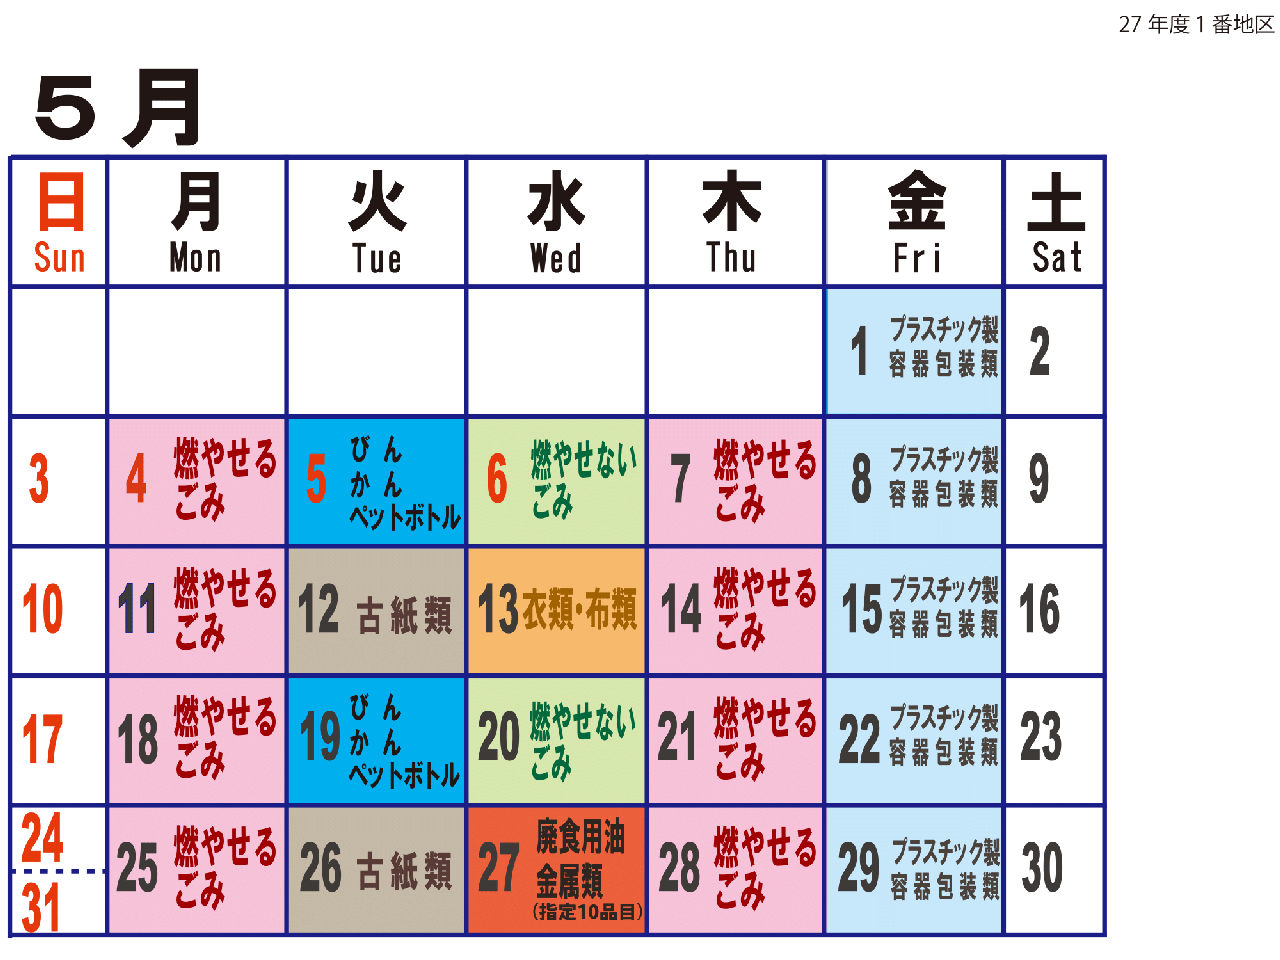 27 年度 1 番地区
5 月
日 月 火 水 木 金 土
Sun Mon Tue Wed Thu Fri Sat
1 プラスチック製
容器包装類
2
3
4 燃やせる
ごみ
5 びん
かん
ペットボトル
6 燃やせない
ごみ
7 燃やせる
ごみ
8 プラスチック製
容器包装類
9
10
11 燃やせる
ごみ
12 古紙類
13 衣類・布類
14 燃やせる
ごみ
15 プラスチック製
容器包装類
16
17
18 燃やせる
ごみ
19 びん
かん
ペットボトル
20 燃やせない
ごみ
21 燃やせる
ごみ
22 プラスチック製
容器包装類
23
24
31
25 燃やせる
ごみ
26 古紙類
27 廃食用油
金属類
(指定10品目)
28 燃やせる
ごみ
29 プラスチック製
容器包装類
30